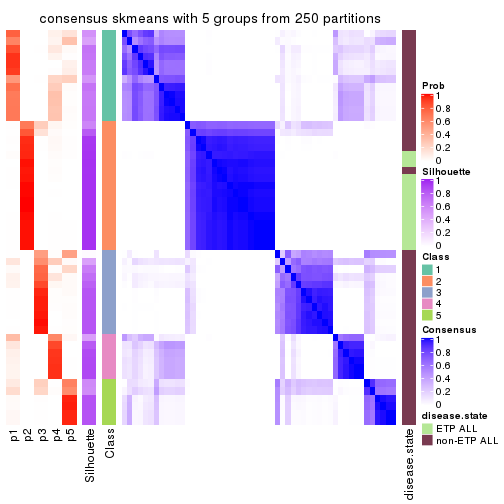 consensus skmeans with 5 groups from 250 partitions
Prob
1
0.8
0.6
0.4
0.2
0
Silhouette
1
0.8
0.6
0.4
0.2
0
Class
1
2
3
4
5
Consensus
1
0.8
0.6
0.4
0.2
0
disease.state
ETP ALL
non-ETP ALL
p1
p2
p3
p4
p5
Silhouette
Class
disease.state